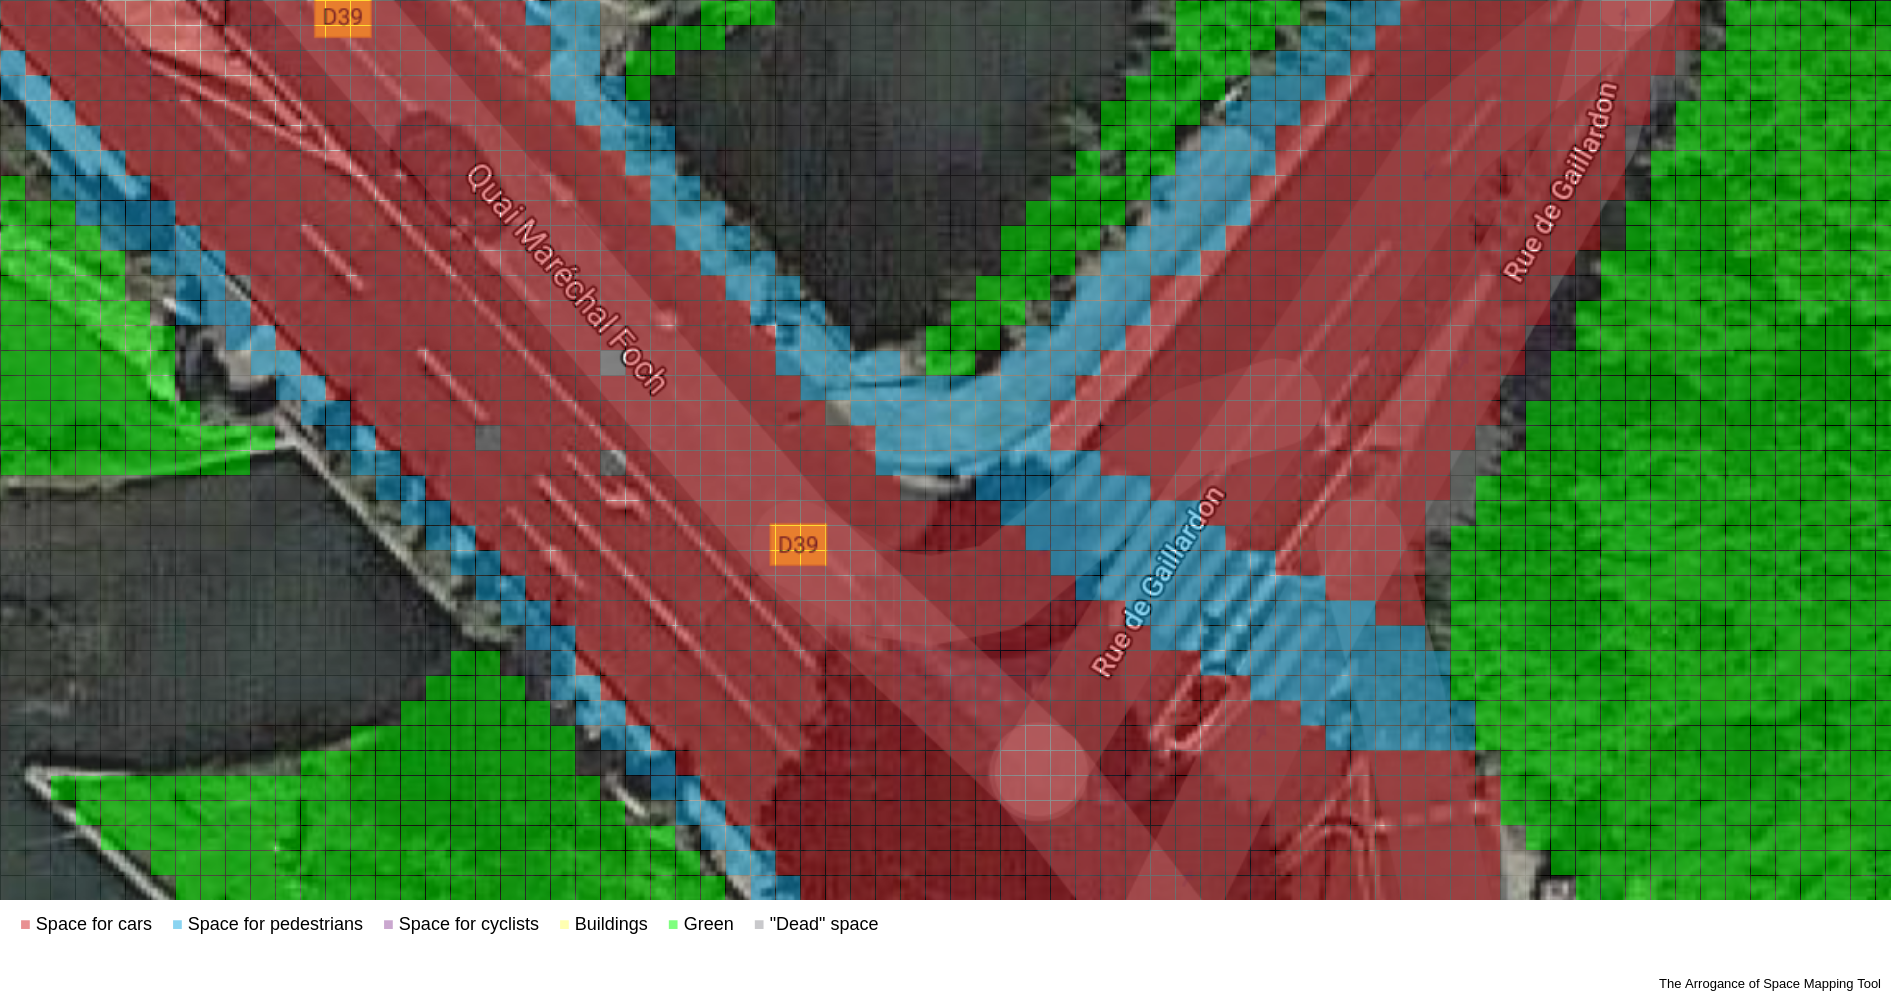 D39
Quai Maréchal Foch
Rue de Gaillardon
D39
Rue de Gaillardon
Space for cars
Space for pedestrians
Space for cyclists
Buildings
Green
"Dead" space
The Arrogance of Space Mapping Tool